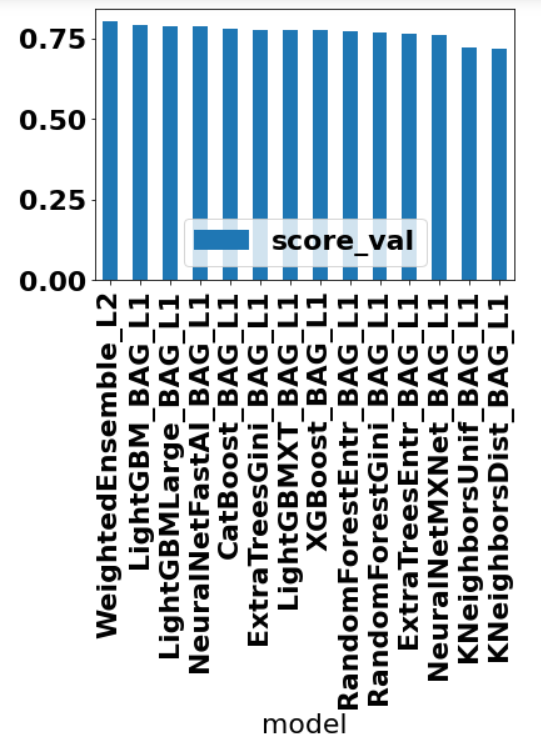 0.75
0.50
0.25
0.00
score_val
WeightedEnsemble_L2
LightGBM_BAG_L1
LightGBMLarge_BAG_L1
NeuralNetFastAI_BAG_L1
CatBoost_BAG_L1
ExtraTreesGini_BAG_L1
LightGBMXT_BAG_L1
XGBoost_BAG_L1
RandomForestEntr_BAG_L1
RandomForestGini_BAG_L1
ExtraTreesEntr_BAG_L1
NeuralNetMXNet_BAG_L1
KNeighborsUnif_BAG_L1
KNeighborsDist_BAG_L1
model